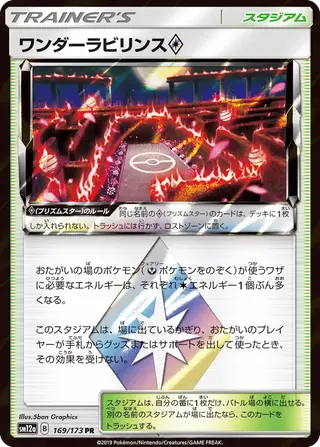 TRAINER'S
スタジアム
ワンダーラビリンス◇
◇(プリズムスター)のルール
同じ名前の◇(プリズムスター)のカードは、デッキに1枚
しか入れられない。トラッシュには行かず、ロストゾーンに置く。
おたがいの場のポケモン(フェアリーポケモンをのぞく)が使うワザ
に必要なエネルギーは、それぞれエネルギー1個ぶん多
くなる。
このスタジアムは、場に出ているかぎり、おたがいのプレイ
ヤーが手札からグッズまたはサポートを出して使ったとき、
その効果を受けない。
Illus.5ban Graphics
sm12a B 169/173 PR
スタジアムは、自分の番に1枚だけ、バトル場の横に出せる。
別の名前のスタジアムが場に出たなら、このカードを
トラッシュする。
©2019 Pokémon/Nintendo/Creatures/GAME FREAK.